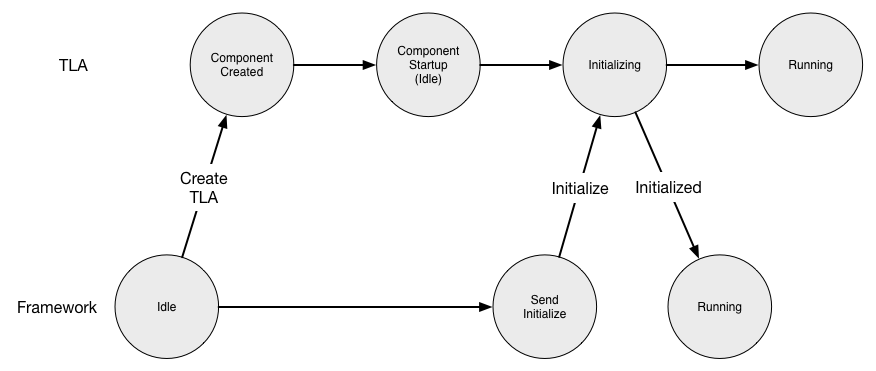 TLA
Component
Created
Component
Startup
(Idle)
Initializing
Running
Create
TLA
Initialize
Initialized
Framework
Idle
Send
Initialize
Running